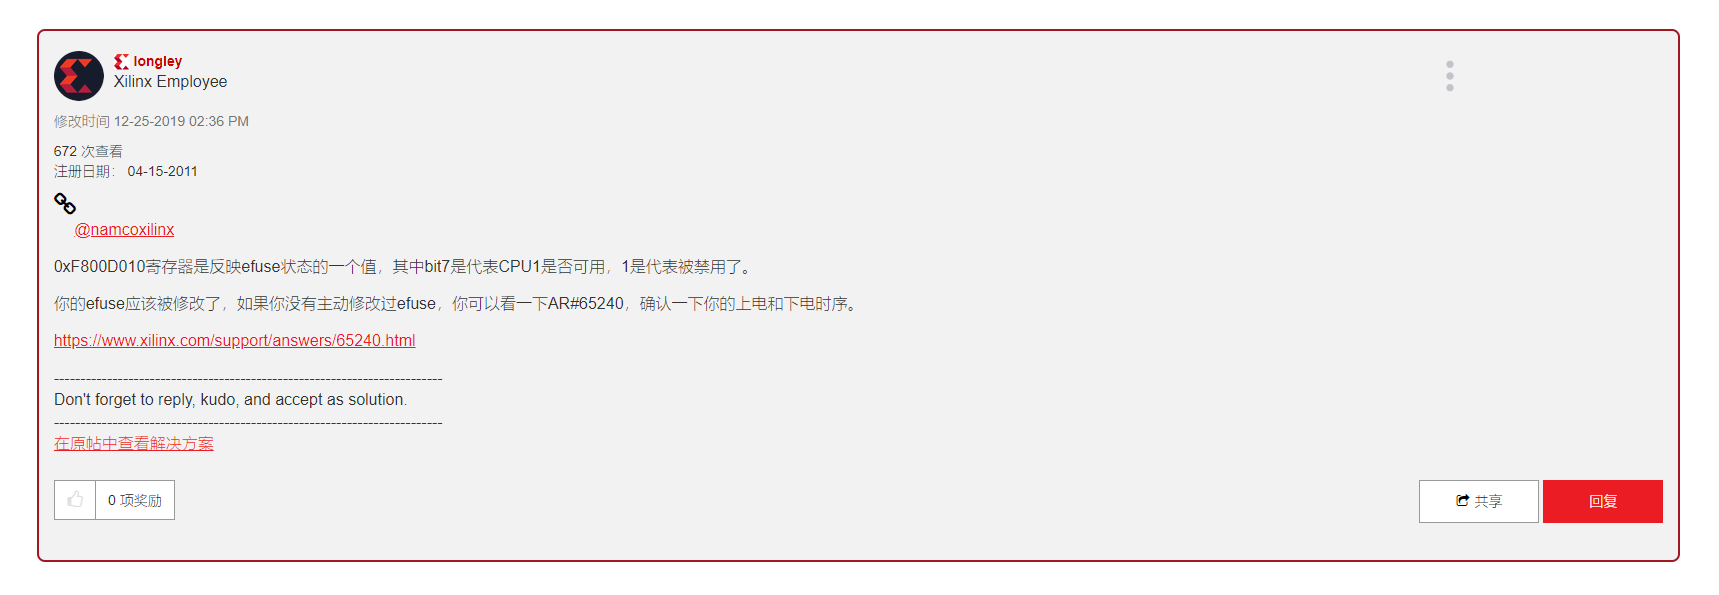 longley
Xilinx Employee
修改时间 12-25-2019 02:36 PM
672 次查看
注册日期： 04-15-2011
@namcoxilinx
0xF800D010寄存器是反映efuse状态的一个值，其中bit7是代表CPU1是否可用，1是代表被禁用了。
你的efuse应该被修改了，如果你没有主动修改过efuse，你可以看一下AR#65240，确认一下你的上电和下电时序。
https://www.xilinx.com/support/answers/65240.html
-------------------------------------------------------------------------
Don't forget to reply, kudo, and accept as solution.
-------------------------------------------------------------------------
在原帖中查看解决方案
0 项奖励
共享
回复